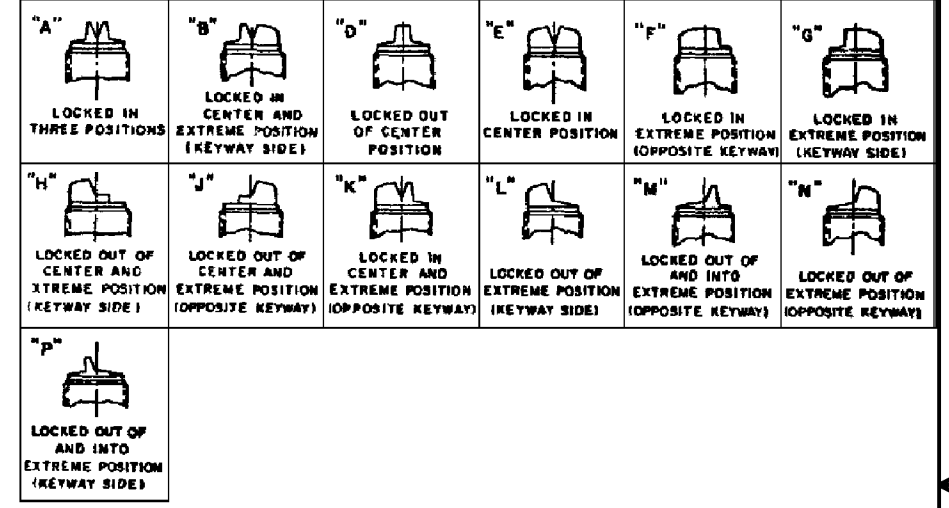 "A"
LOCKED IN
THREE POSITIONS
"B"
LOCKED IN
CENTER AND
EXTREME POSITION
(KEYWAY SIDE)
"D"
LOCKED OUT
OF CENTER
POSITION
"E"
LOCKED IN
CENTER POSITION
"F"
LOCKED IN
EXTREME POSITION
(OPPOSITE KEYWAY)
"G"
LOCKED IN
EXTREME POSITION
(KEYWAY SIDE)
"H"
LOCKED OUT OF
CENTER AND
XTREME POSITION
(KEYWAY SIDE)
"J"
LOCKED OUT OF
CENTER AND
EXTREME POSITION
(OPPOSITE KEYWAY)
"K"
LOCKED IN
CENTER AND
EXTREME POSITION
(OPPOSITE KEYWAY)
"L"
LOCKED OUT OF
EXTREME POSITION
(KEYWAY SIDE)
"M"
LOCKED OUT OF
AND INTO
EXTREME POSITION
(OPPOSITE KEYWAY)
"N"
LOCKED OUT OF
EXTREME POSITION
(OPPOSITE KEYWAY)
"P"
LOCKED OUT OF
AND INTO
EXTREME POSITION
(KEYWAY SIDE)